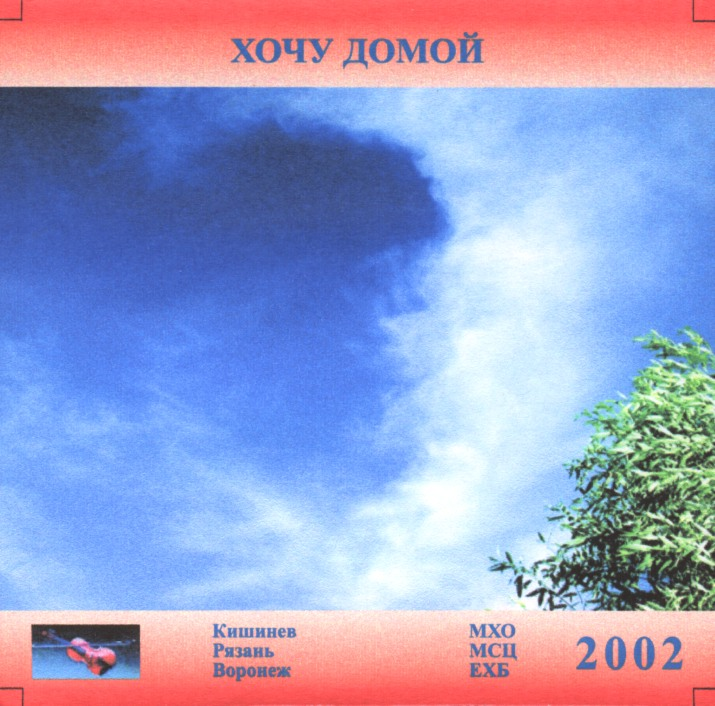 ХОЧУ ДОМОЙ
Кишинев
Рязань
Воронеж
МХО
МСЦ
ЕХБ
2002